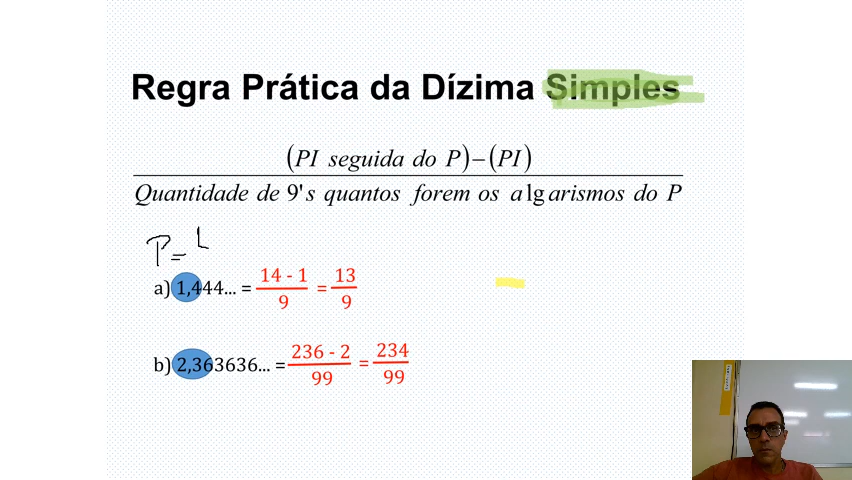 Regra Prática da Dízima Simples
(PI seguida do P) – (PI)
Quantidade de 9's quantos forem os algarismos do P
P=
a) 1,444... = 14 - 1 / 9 = 13 / 9
b) 2,363636... = 236 - 2 / 99 = 234 / 99